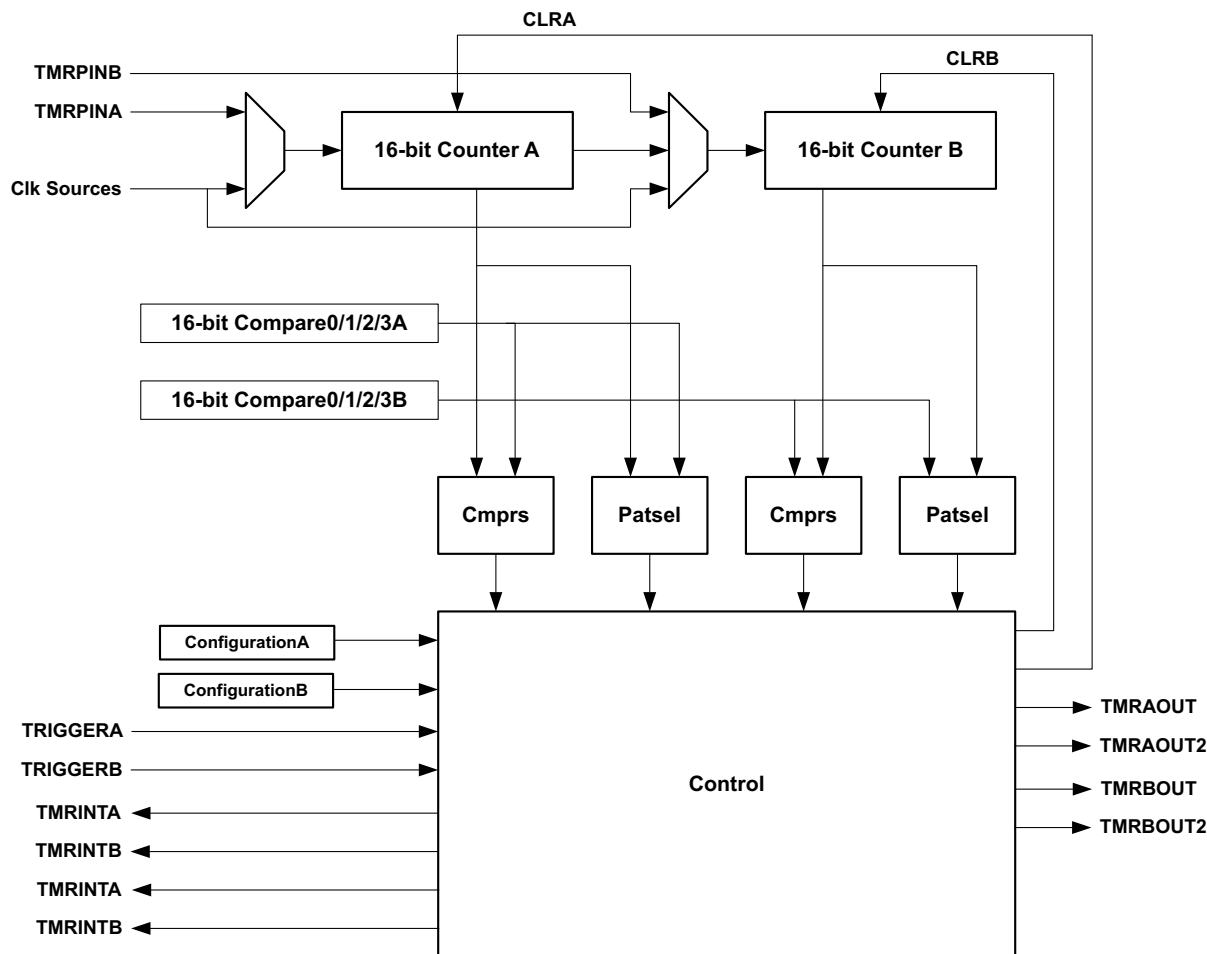 CLRA
CLRB
TMRPINB
TMRPINA
16-bit Counter A
16-bit Counter B
Clk Sources
16-bit Compare0/1/2/3A
16-bit Compare0/1/2/3B
Cmprs
Patsel
Cmprs
Patsel
ConfigurationA
ConfigurationB
TRIGGERA
TRIGGERB
TMRINTA
TMRINTB
TMRINTA
TMRINTB
Control
TMRAOUT
TMRAOUT2
TMRBOUT
TMRBOUT2